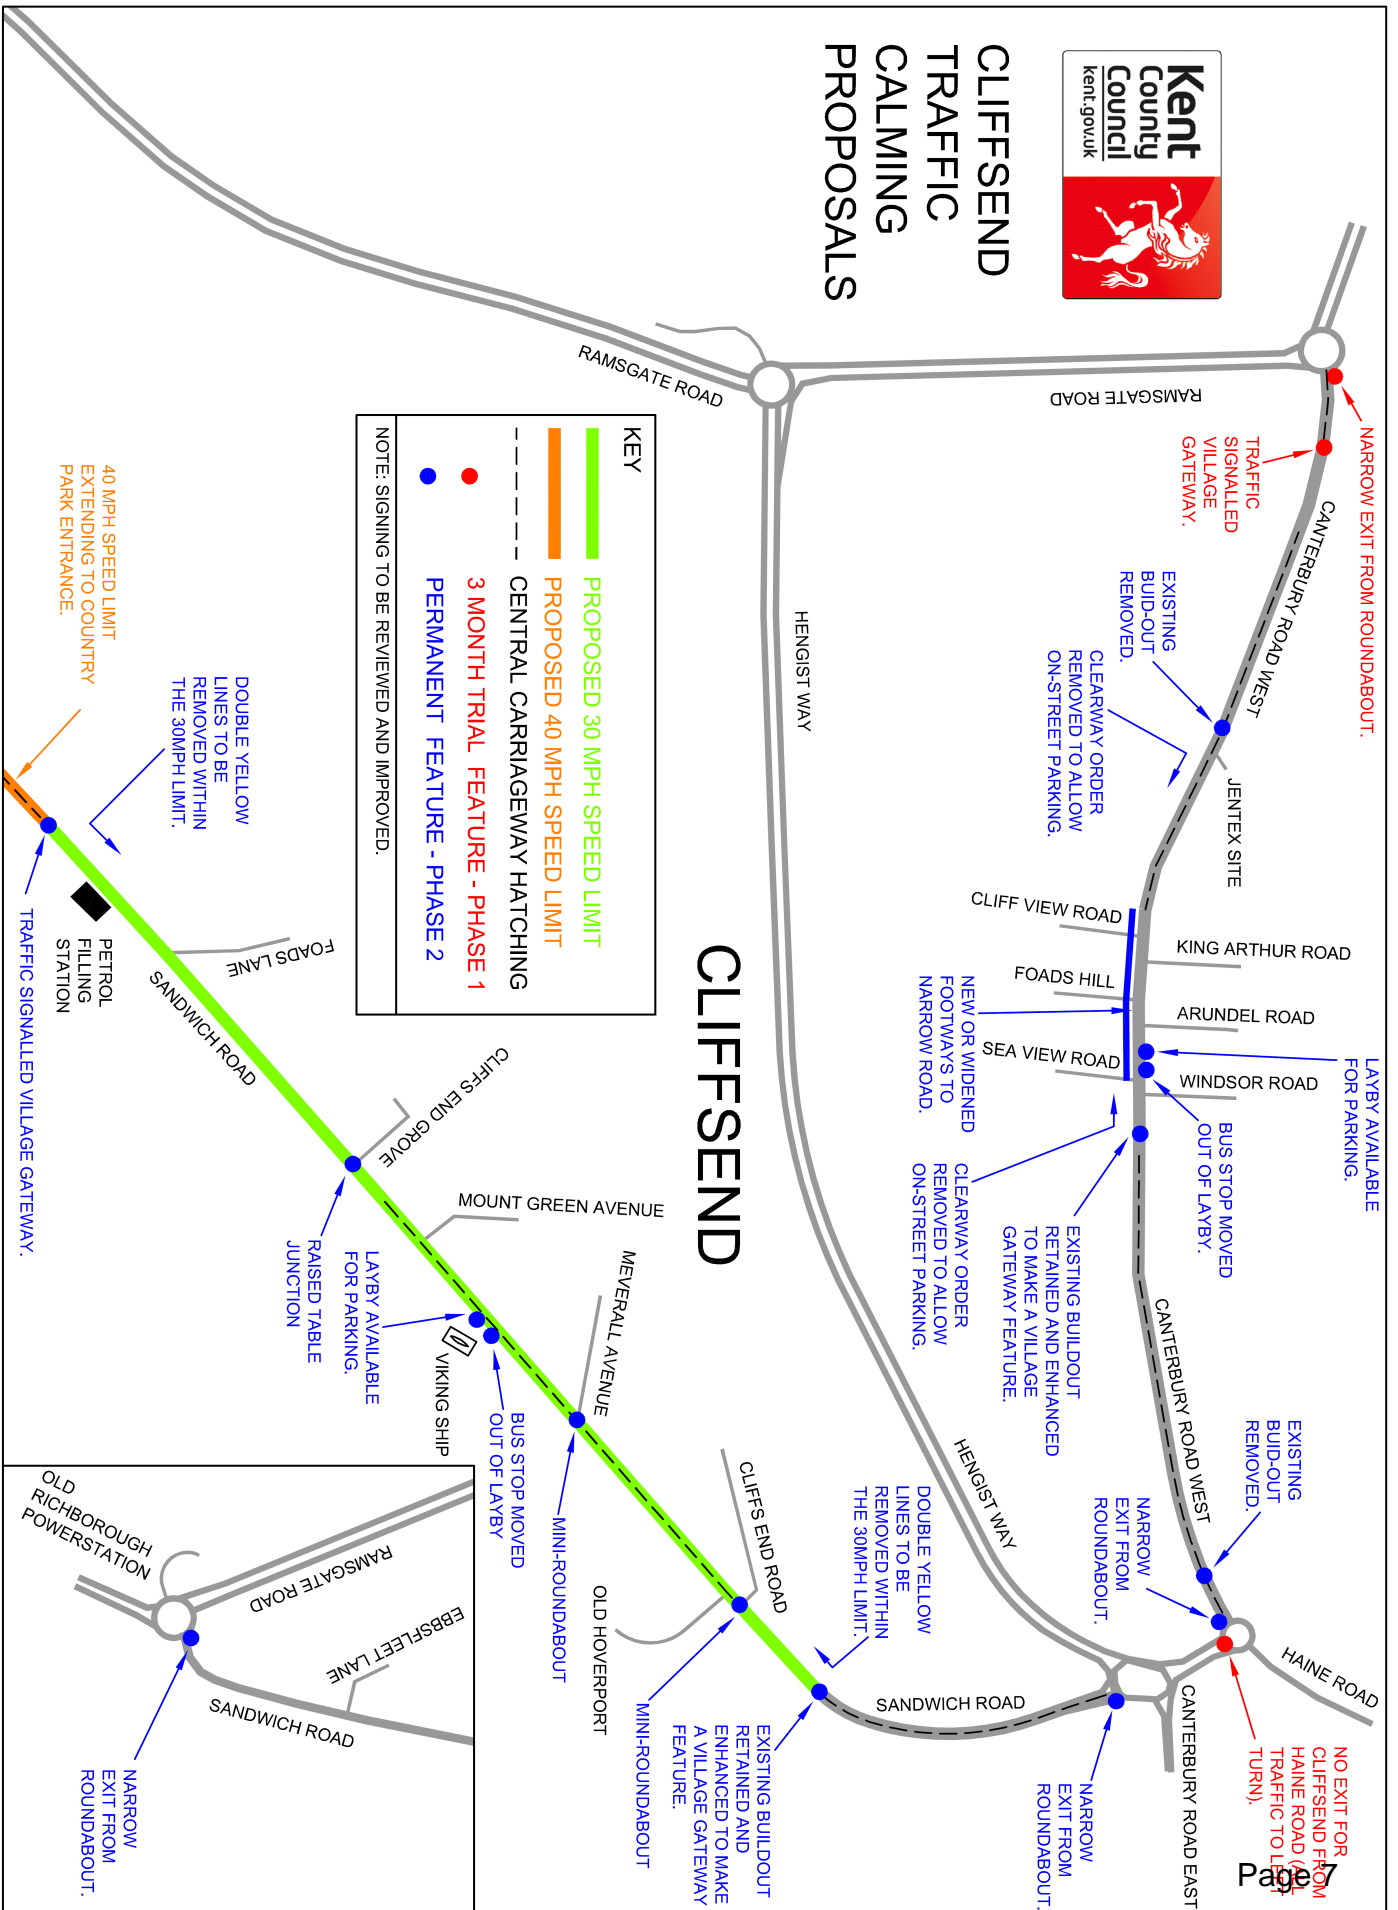 Kent
County
Council
kent.gov.uk
CLIFFSEND
TRAFFIC
CALMING
PROPOSALS
NARROW EXIT FROM ROUNDABOUT.
TRAFFIC
SIGNALLED
VILLAGE
GATEWAY.
RAMSGATE ROAD
RAMSGATE ROAD
CANTERBURY ROAD WEST
EXISTING
BUID-OUT
REMOVED.
CLEARWAY ORDER
REMOVED TO ALLOW
ON-STREET PARKING.
JENTEX SITE
HENGIST WAY
CLIFF VIEW ROAD
KING ARTHUR ROAD
FOADS HILL
ARUNDEL ROAD
SEA VIEW ROAD
WINDSOR ROAD
NEW OR WIDENED
FOOTWAYS TO
NARROW ROAD.
LAYBY AVAILABLE
FOR PARKING.
BUS STOP MOVED
OUT OF LAYBY.
CLEARWAY ORDER
REMOVED TO ALLOW
ON-STREET PARKING.
EXISTING BUILDOUT
RETAINED AND ENHANCED
TO MAKE A VILLAGE
GATEWAY FEATURE.
CANTERBURY ROAD WEST
EXISTING
BUID-OUT
REMOVED.
NARROW
EXIT FROM
ROUNDABOUT.
HAINE ROAD
NO EXIT FOR
CLIFFSEND FROM
HAINE ROAD (ALL
TRAFFIC TO LEFT
TURN).
CANTERBURY ROAD EAST
NARROW
EXIT FROM
ROUNDABOUT.
HENGIST WAY
SANDWICH ROAD
CLIFFSEND
KEY
PROPOSED 30 MPH SPEED LIMIT
PROPOSED 40 MPH SPEED LIMIT
CENTRAL CARRIAGEWAY HATCHING
3 MONTH TRIAL FEATURE - PHASE 1
PERMANENT FEATURE - PHASE 2
NOTE: SIGNING TO BE REVIEWED AND IMPROVED.
40 MPH SPEED LIMIT
EXTENDING TO COUNTRY
PARK ENTRANCE.
DOUBLE YELLOW
LINES TO BE
REMOVED WITHIN
THE 30MPH LIMIT.
TRAFFIC SIGNALLED VILLAGE GATEWAY.
PETROL
FILLING
STATION
FOADS LANE
SANDWICH ROAD
CLIFFS END GROVE
RAISED TABLE
JUNCTION
MOUNT GREEN AVENUE
LAYBY AVAILABLE
FOR PARKING.
VIKING SHIP
BUS STOP MOVED
OUT OF LAYBY
MEVERALL AVENUE
MINI-ROUNDABOUT
CLIFFS END ROAD
OLD HOVERPORT
MINI-ROUNDABOUT
DOUBLE YELLOW
LINES TO BE
REMOVED WITHIN
THE 30MPH LIMIT.
EXISTING BUILDOUT
RETAINED AND
ENHANCED TO MAKE
A VILLAGE GATEWAY
FEATURE.
OLD
RICHBOROUGH
POWERSTATION
RAMSGATE ROAD
EBBSFLEET LANE
SANDWICH ROAD
NARROW
EXIT FROM
ROUNDABOUT.
Page 7